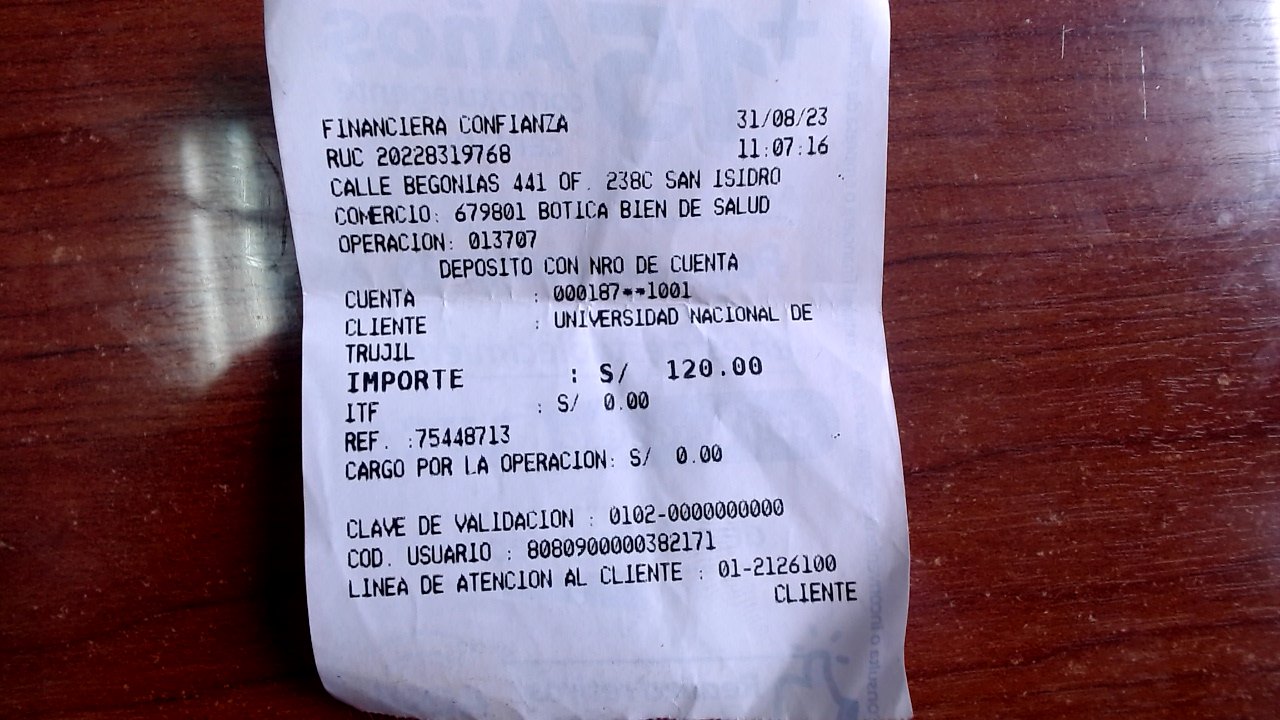 FINANCIERA CONFIANZA 31/08/23
RUC 20228319768 11:07:16
CALLE BEGONIAS 441 OF. 238C SAN ISIDRO
COMERCIO: 679801 BOTICA BIEN DE SALUD
OPERACION: 013707
DEPOSITO CON NRO DE CUENTA
CUENTA : 000187**1001
CLIENTE : UNIVERSIDAD NACIONAL DE
TRUJIL
IMPORTE : S/ 120.00
ITF : S/ 0.00
REF. :75448713
CARGO POR LA OPERACION: S/ 0.00
CLAVE DE VALIDACION : 0102-0000000000
COD. USUARIO : 8080900000382171
LINEA DE ATENCION AL CLIENTE : 01-2126100
CLIENTE